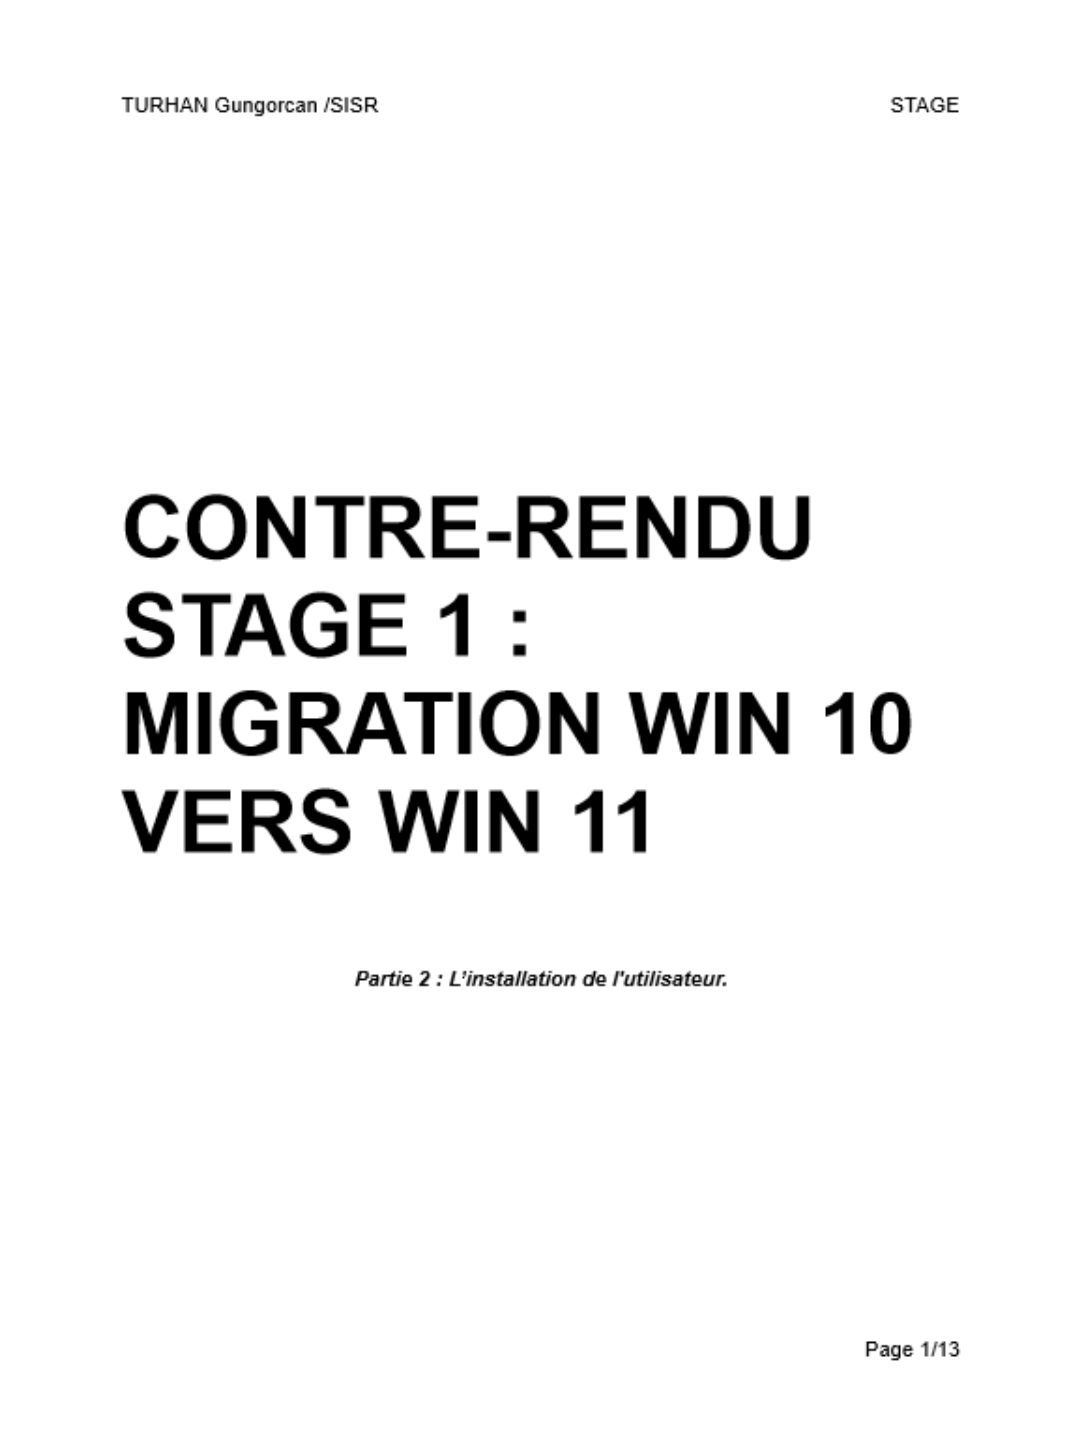 TURHAN Gungorcan /SISR STAGE
CONTRE-RENDU
STAGE 1 :
MIGRATION WIN 10
VERS WIN 11
Partie 2 : L’installation de l'utilisateur.
Page 1/13